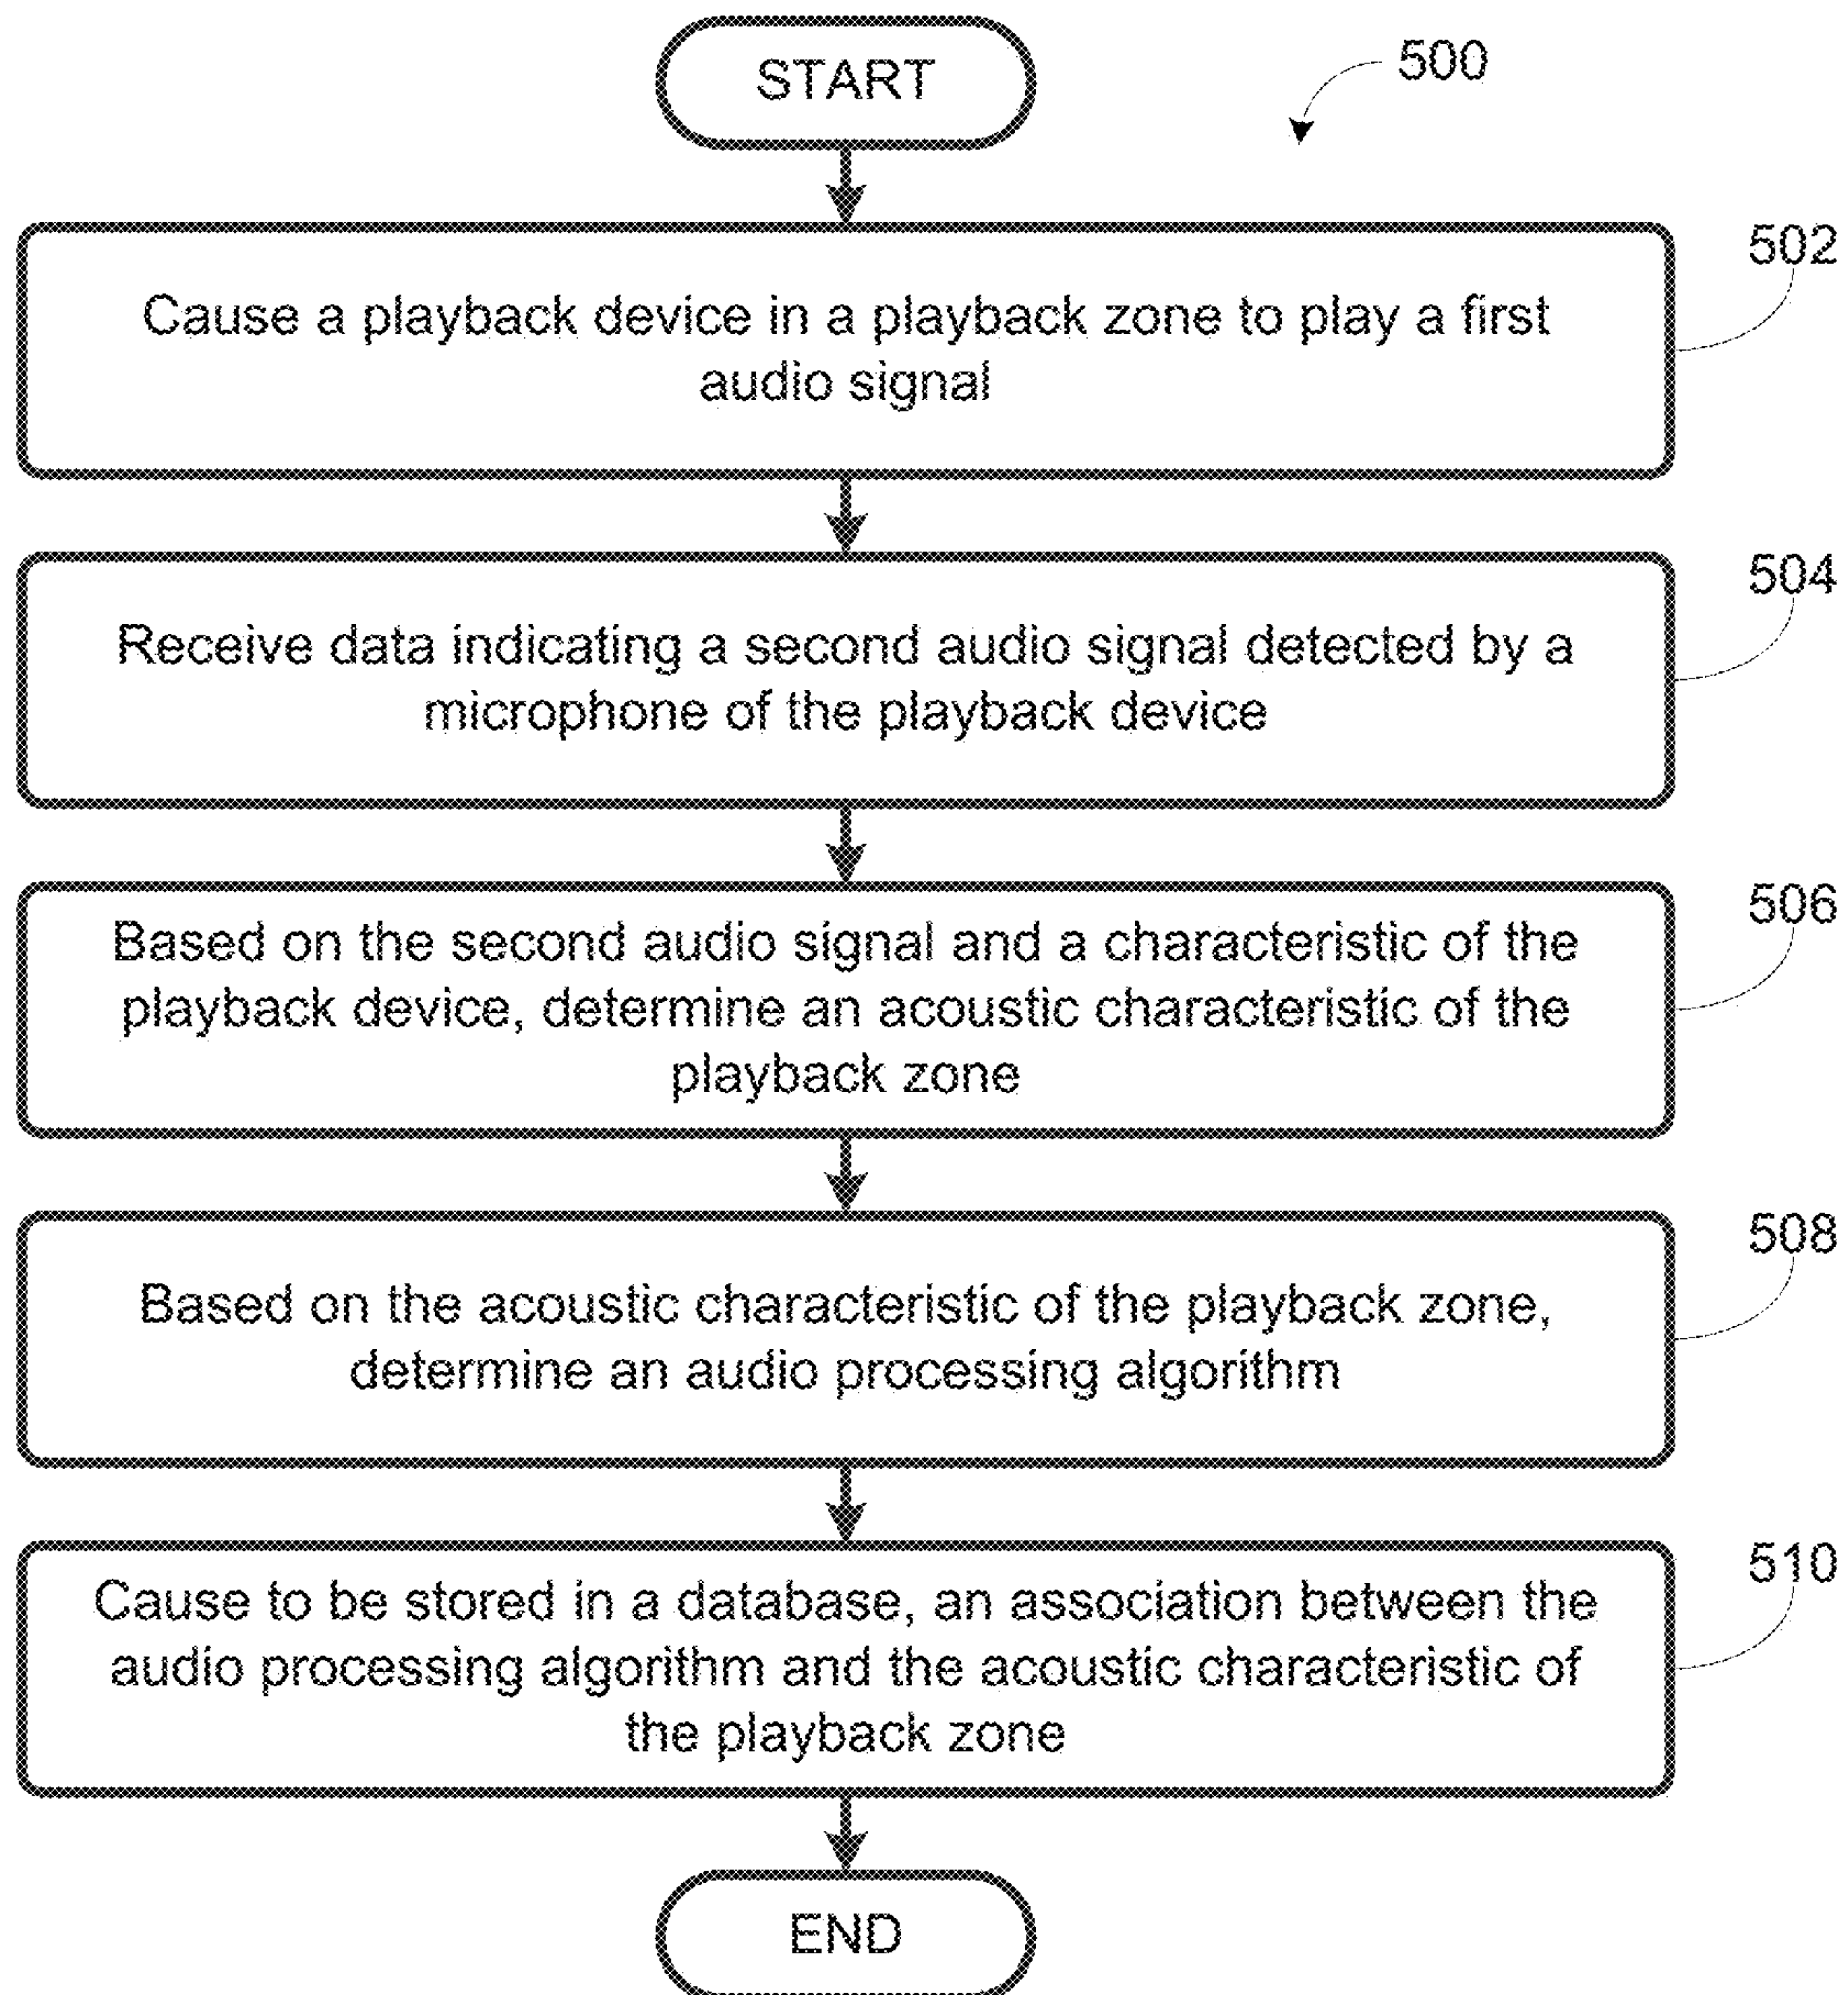 START
500
502
Cause a playback device in a playback zone to play a first
audio signal
504
Receive data indicating a second audio signal detected by a
microphone of the playback device
506
Based on the second audio signal and a characteristic of the
playback device, determine an acoustic characteristic of the
playback zone
508
Based on the acoustic characteristic of the playback zone,
determine an audio processing algorithm
510
Cause to be stored in a database, an association between the
audio processing algorithm and the acoustic characteristic of
the playback zone
END